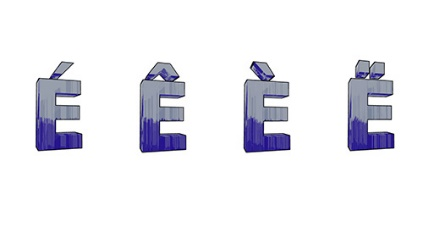 É Ê È Ë